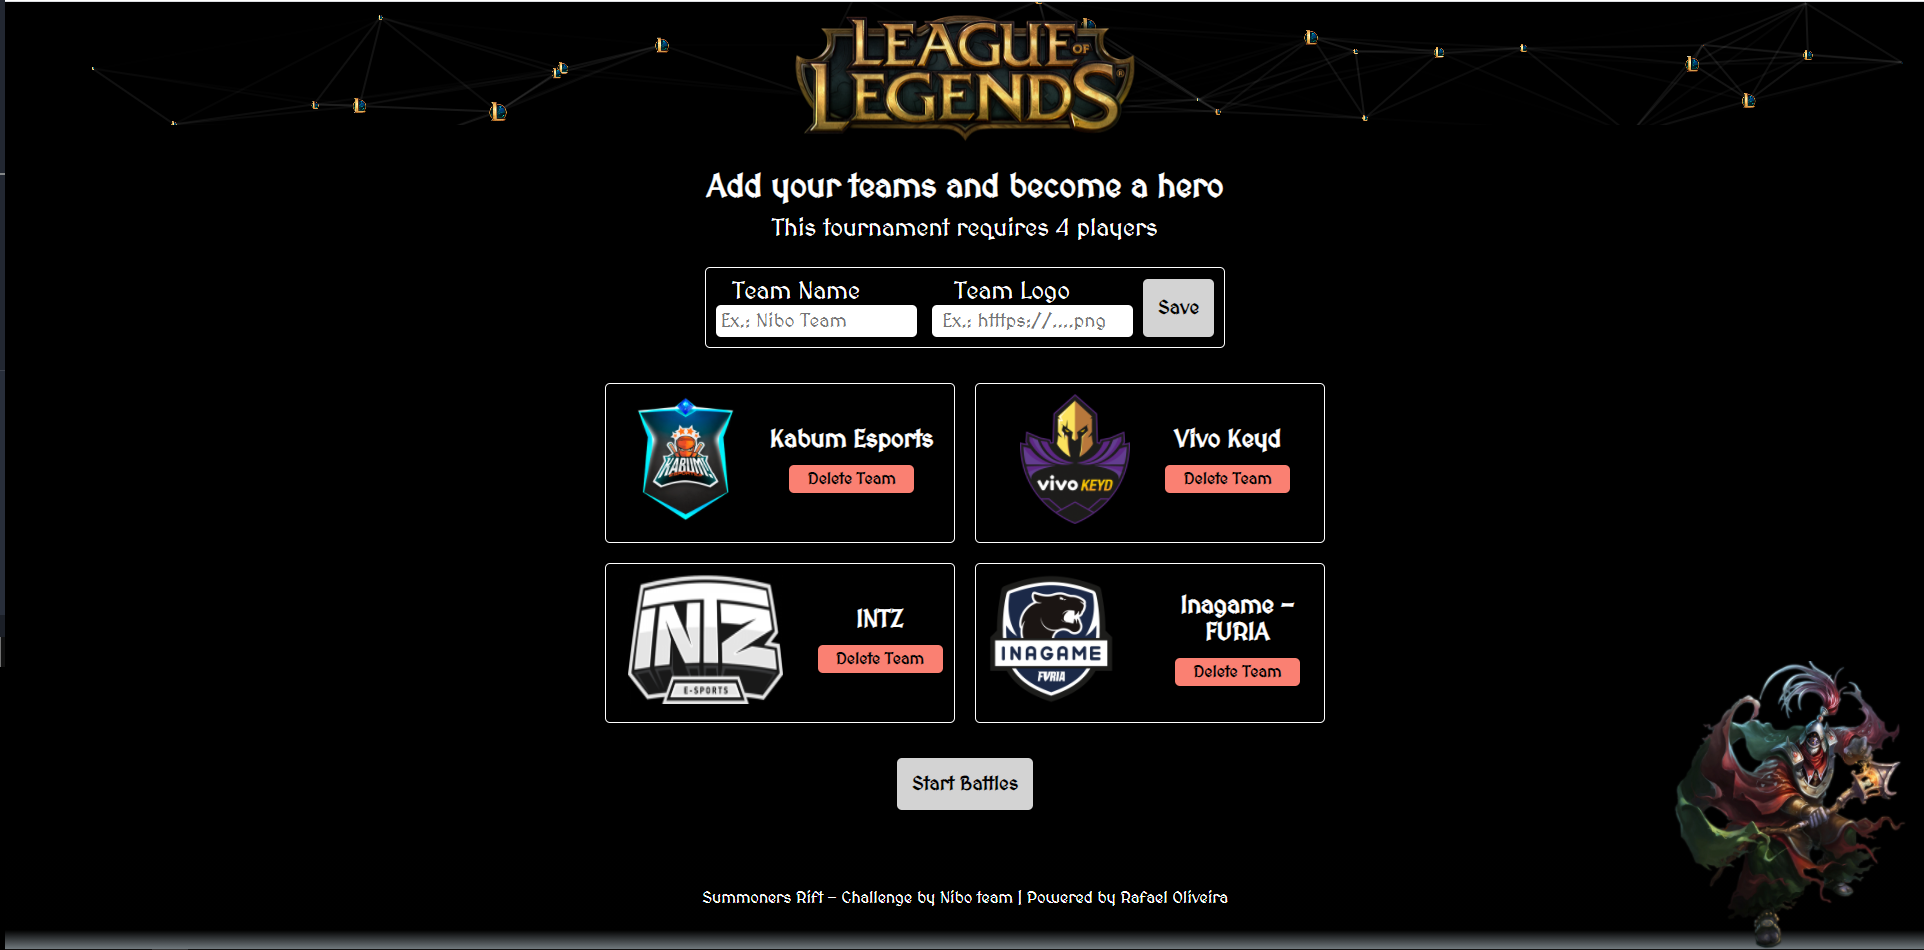 LEAGUE OF
LEGENDS®
Add your teams and become a hero
This tournament requires 4 players
Team Name
Team Logo
Ex.: Nibo Team
Ex.: htttps://....png
Save
KABUM!
Kabum Esports
Delete Team
vivo KEYD
Vivo Keyd
Delete Team
INTZ
E-SPORTS
INTZ
Delete Team
INAGAME
FURIA
Inagame -
FURIA
Delete Team
Start Battles
Summoners Rift - Challenge by Nibo team | Powered by Rafael Oliveira